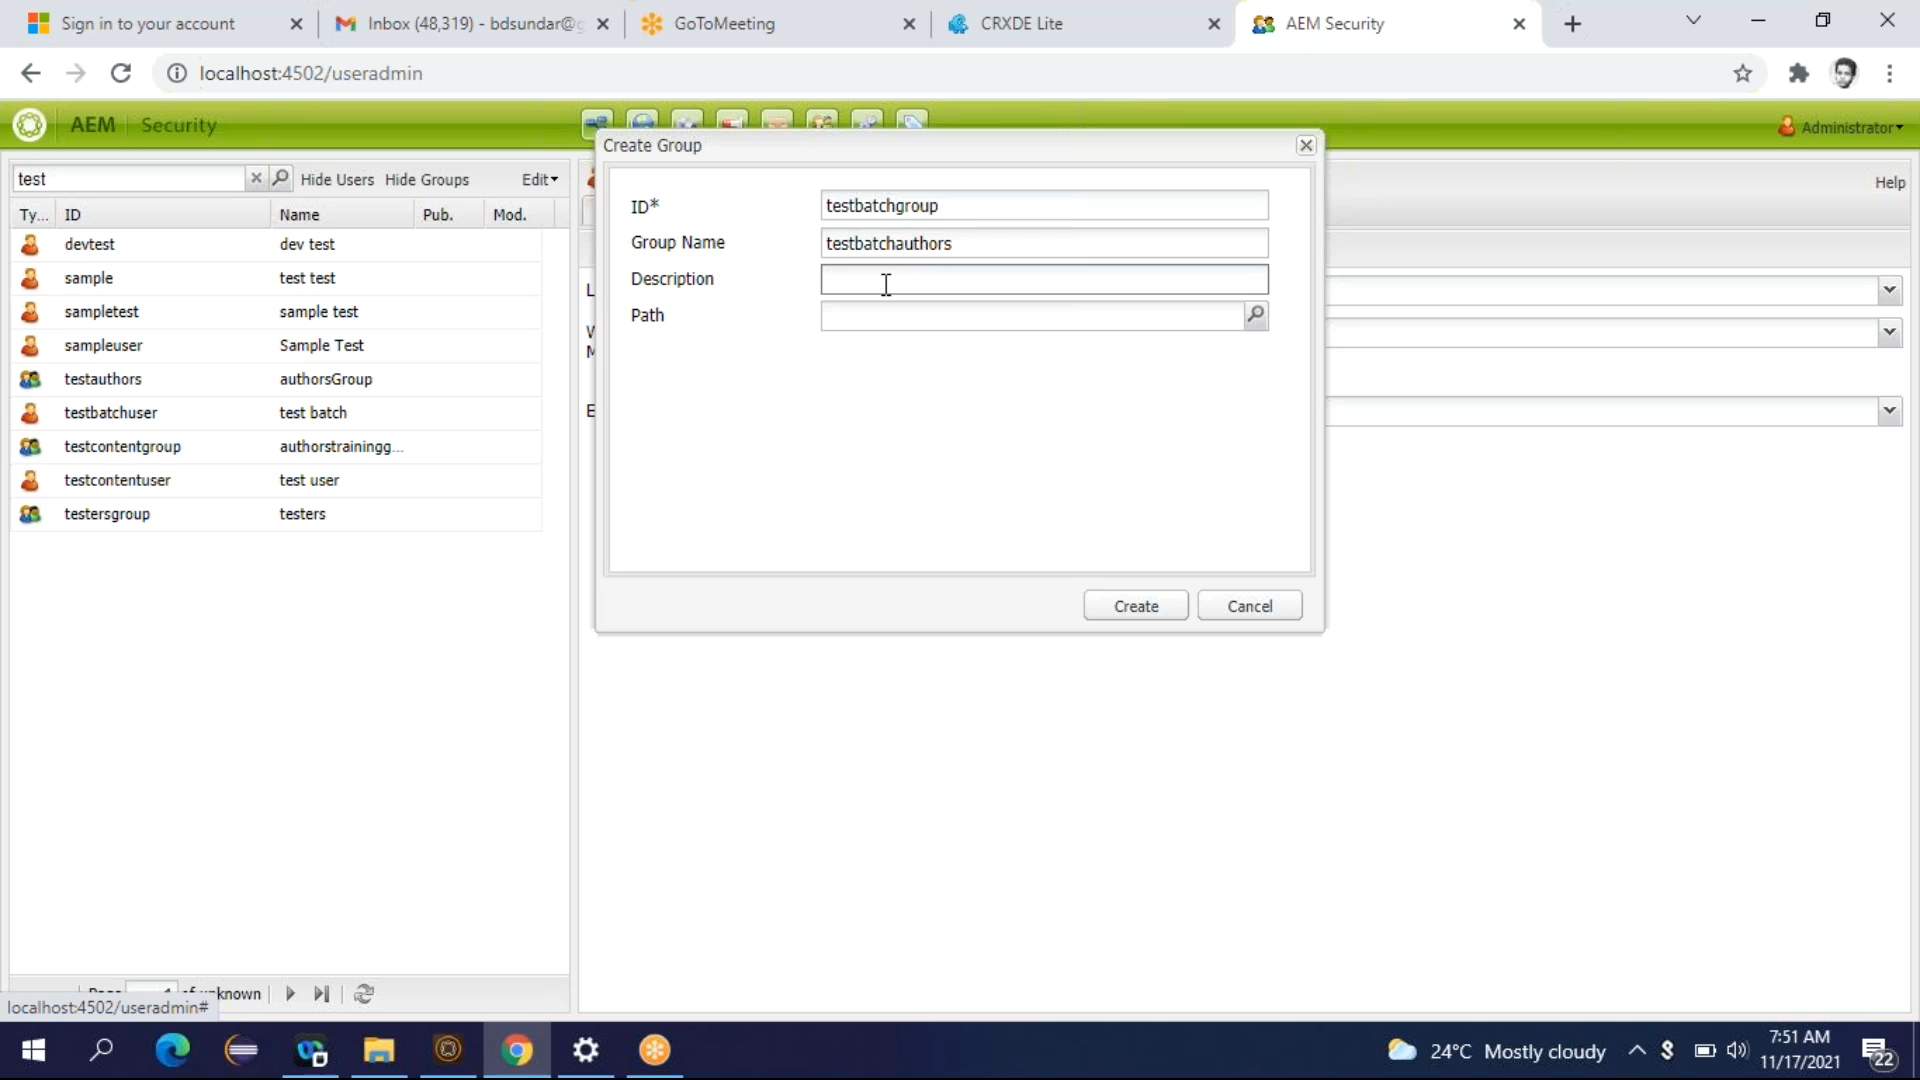 Sign in to your account
Inbox (48,319) - bdsundar@g
GoToMeeting
CRXDE Lite
AEM Security
localhost:4502/useradmin
AEM Security
Administrator
Create Group
test
Hide Users Hide Groups Edit
Help
Ty... ID Name Pub. Mod.
ID* testbatchgroup
Group Name testbatchauthors
Description
Path
devtest dev test
sample test test
sampletest sample test
sampleuser Sample Test
testauthors authorsGroup
testbatchuser test batch
testcontentgroup authorstrainingg...
testcontentuser test user
testersgroup testers
L
W
M
E
Create Cancel
localhost:4502/useradmin#
24°C Mostly cloudy
7:51 AM
11/17/2021
22